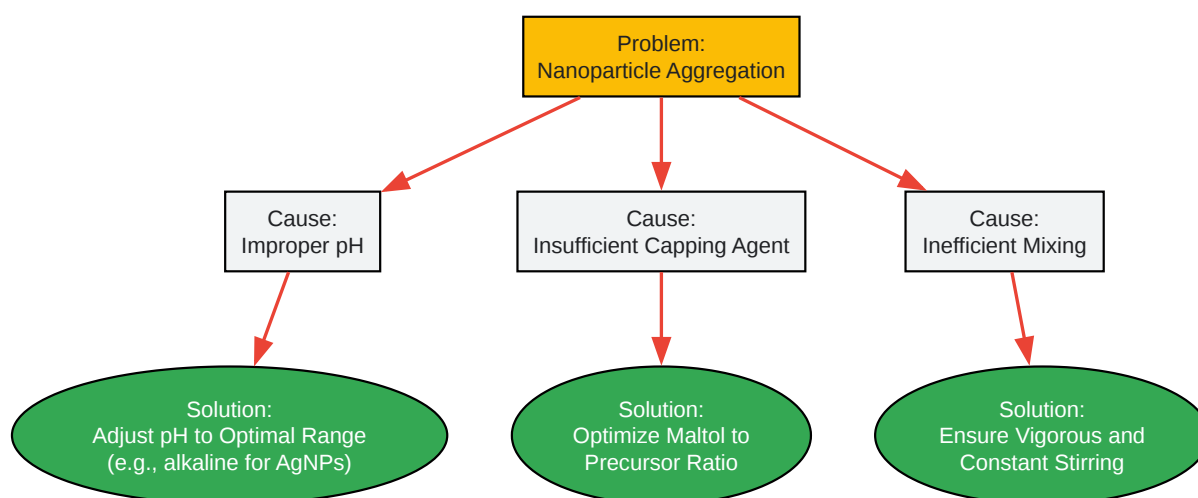 Problem:
Nanoparticle Aggregation
Cause:
Improper pH
Cause:
Insufficient Capping Agent
Cause:
Inefficient Mixing
Solution:
Adjust pH to Optimal Range
(e.g., alkaline for AgNPs)
Solution:
Optimize Maltol to
Precursor Ratio
Solution:
Ensure Vigorous and
Constant Stirring